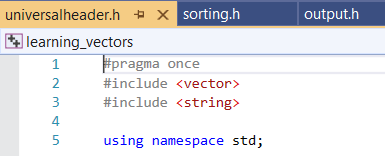 universalheader.h sorting.h output.h
learning_vectors
1 #pragma once
2 #include <vector>
3 #include <string>
4
5 using namespace std;